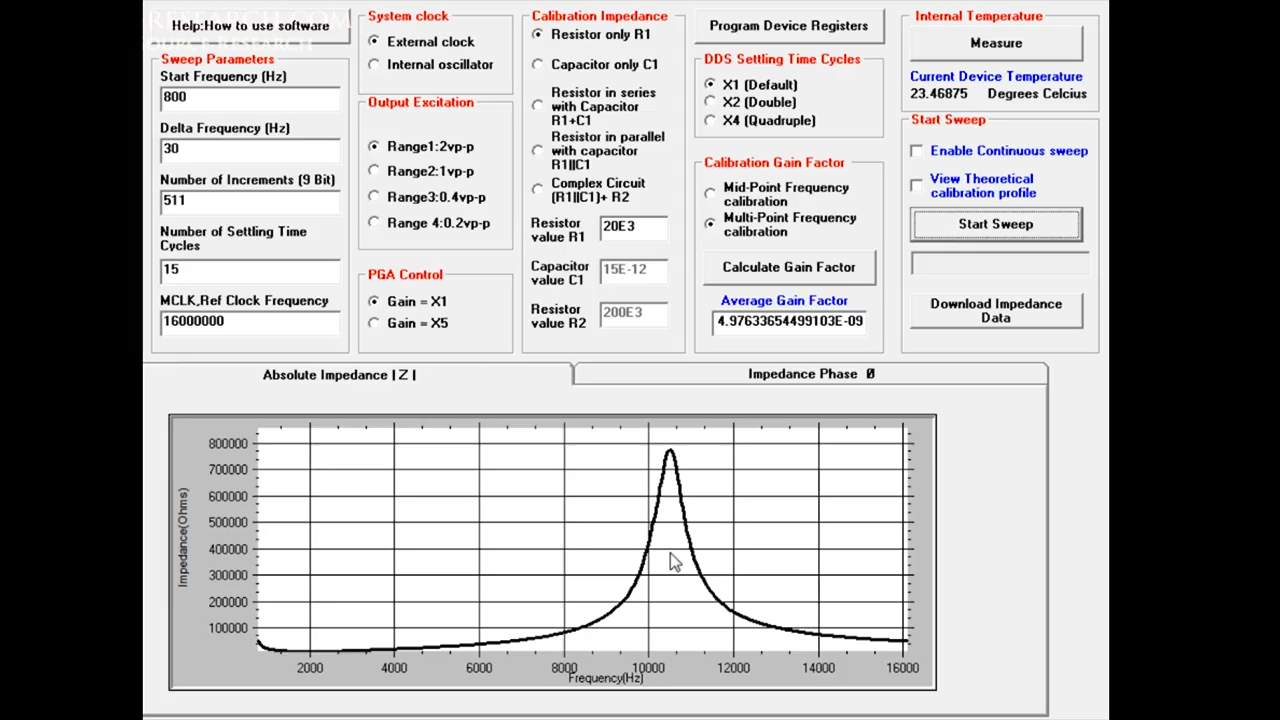 RESEARCH.COM
Help:How to use software
Sweep Parameters
Start Frequency (Hz)
800
Delta Frequency (Hz)
30
Number of Increments (9 Bit)
511
Number of Settling Time
Cycles
15
MCLK,Ref Clock Frequency
16000000
System clock
External clock
Internal oscillator
Output Excitation
Range1:2vp-p
Range2:1vp-p
Range3:0.4vp-p
Range 4:0.2vp-p
PGA Control
Gain = X1
Gain = X5
Calibration Impedance
Resistor only R1
Capacitor only C1
Resistor in series
with Capacitor
R1+C1
Resistor in parallel
with capacitor
R1||C1
Complex Circuit
(R1||C1)+ R2
Resistor
value R1
20E3
Capacitor
value C1
15E-12
Resistor
value R2
200E3
Program Device Registers
DDS Settling Time Cycles
X1 (Default)
X2 (Double)
X4 (Quadruple)
Calibration Gain Factor
Mid-Point Frequency
calibration
Multi-Point Frequency
calibration
Calculate Gain Factor
Average Gain Factor
4.97633654499103E-09
Internal Temperature
Measure
Current Device Temperature
23.46875 Degrees Celcius
Start Sweep
Enable Continuous sweep
View Theoretical
calibration profile
Start Sweep
Download Impedance
Data
Absolute Impedance |Z|
Impedance Phase Ø
Impedance(Ohms)
800000
700000
600000
500000
400000
300000
200000
100000
2000 4000 6000 8000 10000 12000 14000 16000
Frequency(Hz)